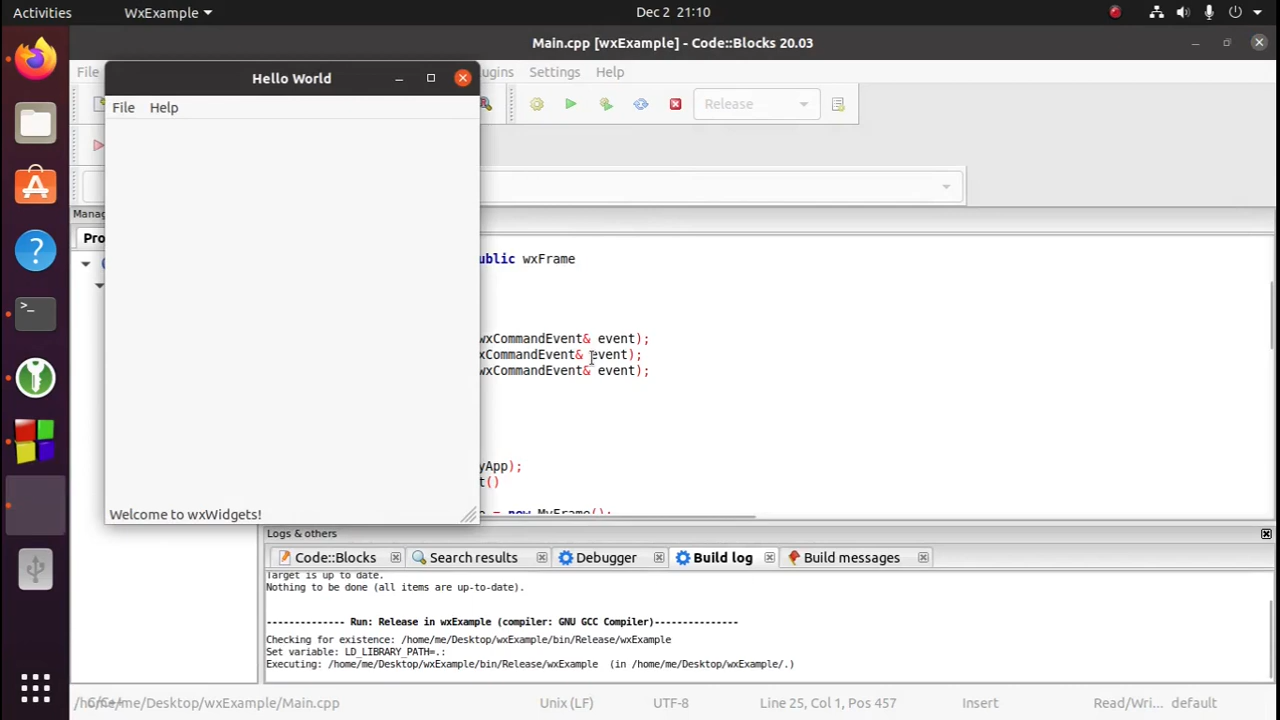 Activities
WxExample
Dec 2 21:10
Main.cpp [wxExample] - Code::Blocks 20.03
File
Settings
Help
Hello World
File Help
Release
Manag
Pro
ublic wxFrame
wxCommandEvent& event);
xCommandEvent& event);
wxCommandEvent& event);
yApp);
t()
e = new MyFrame();
Welcome to wxWidgets!
Logs & others
Code::Blocks
Search results
Debugger
Build log
Build messages
Target is up to date.
Nothing to be done (all items are up-to-date).
-------------- Run: Release in wxExample (compiler: GNU GCC Compiler)---------------
Checking for existence: /home/me/Desktop/wxExample/bin/Release/wxExample
Set variable: LD_LIBRARY_PATH=.:
Executing: /home/me/Desktop/wxExample/bin/Release/wxExample (in /home/me/Desktop/wxExample/.)
/home/me/Desktop/wxExample/Main.cpp
Unix (LF)
UTF-8
Line 25, Col 1, Pos 457
Insert
Read/Wri...
default